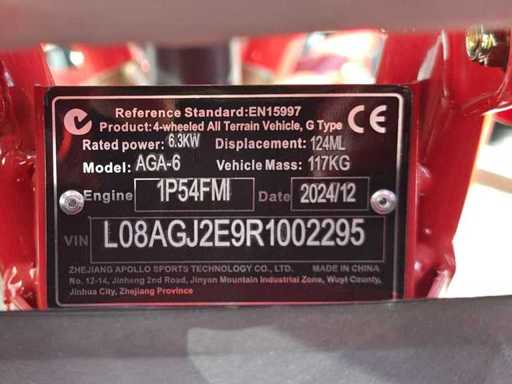 Reference Standard:EN15997
Product:4-wheeled All Terrain Vehicle, G Type
CE
Rated power: 6.3KW Displacement: 124ML
Model: AGA-6 Vehicle Mass: 117KG
Engine 1P54FMI Date 2024/12
VIN L08AGJ2E9R1002295
ZHEJIANG APOLLO SPORTS TECHNOLOGY CO., LTD. MADE IN CHINA
No. 12-14, Jinheng 2nd Road, Jinyan Mountain Industrial Zone, Wuyi County,
Jinhua City, Zhejiang Province